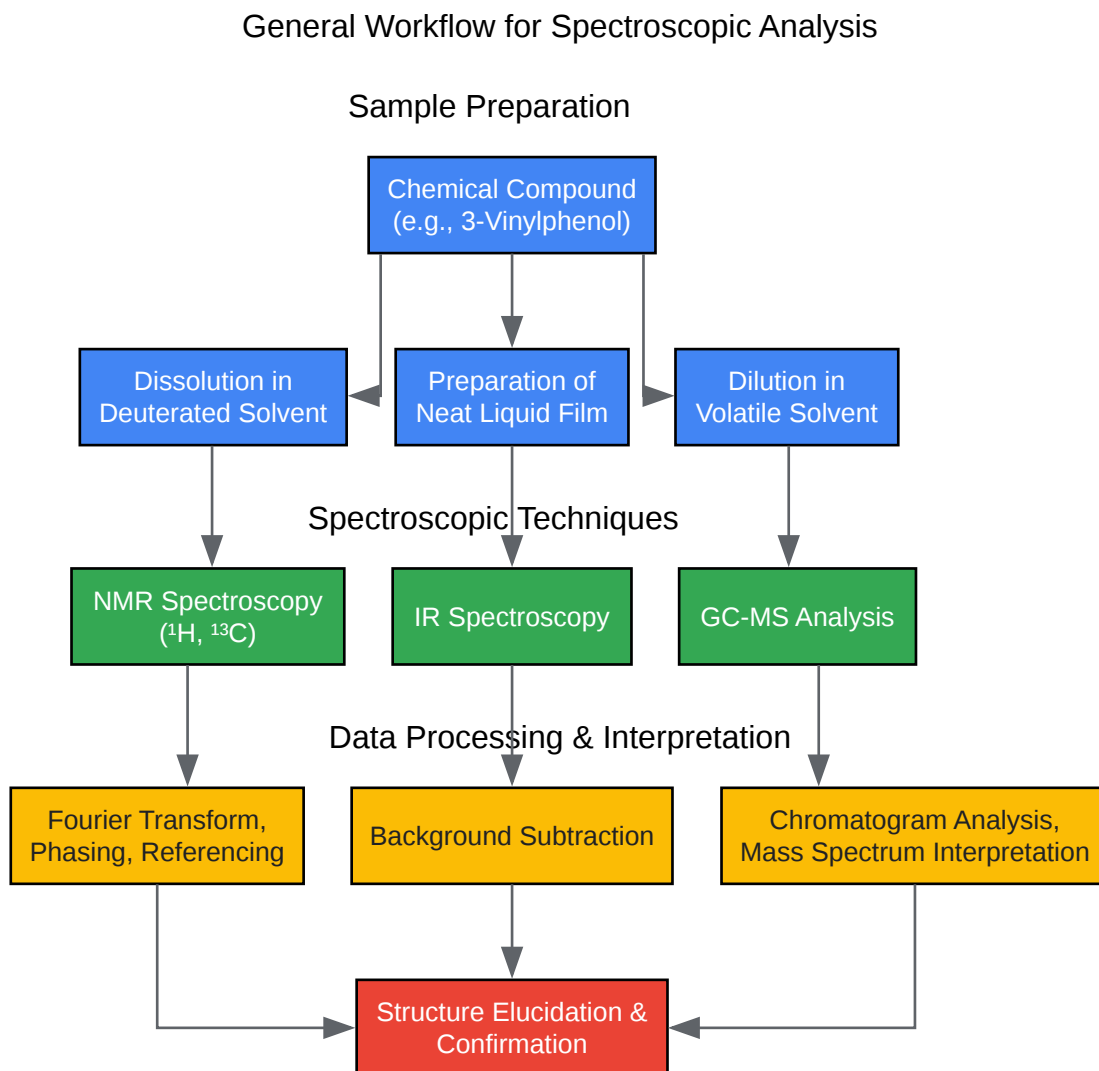 General Workflow for Spectroscopic Analysis
Sample Preparation
Chemical Compound
(e.g., 3-Vinylphenol)
Dissolution in
Deuterated Solvent
Preparation of
Neat Liquid Film
Dilution in
Volatile Solvent
Spectroscopic Techniques
NMR Spectroscopy
(¹H, ¹³C)
IR Spectroscopy
GC-MS Analysis
Data Processing & Interpretation
Fourier Transform,
Phasing, Referencing
Background Subtraction
Chromatogram Analysis,
Mass Spectrum Interpretation
Structure Elucidation &
Confirmation